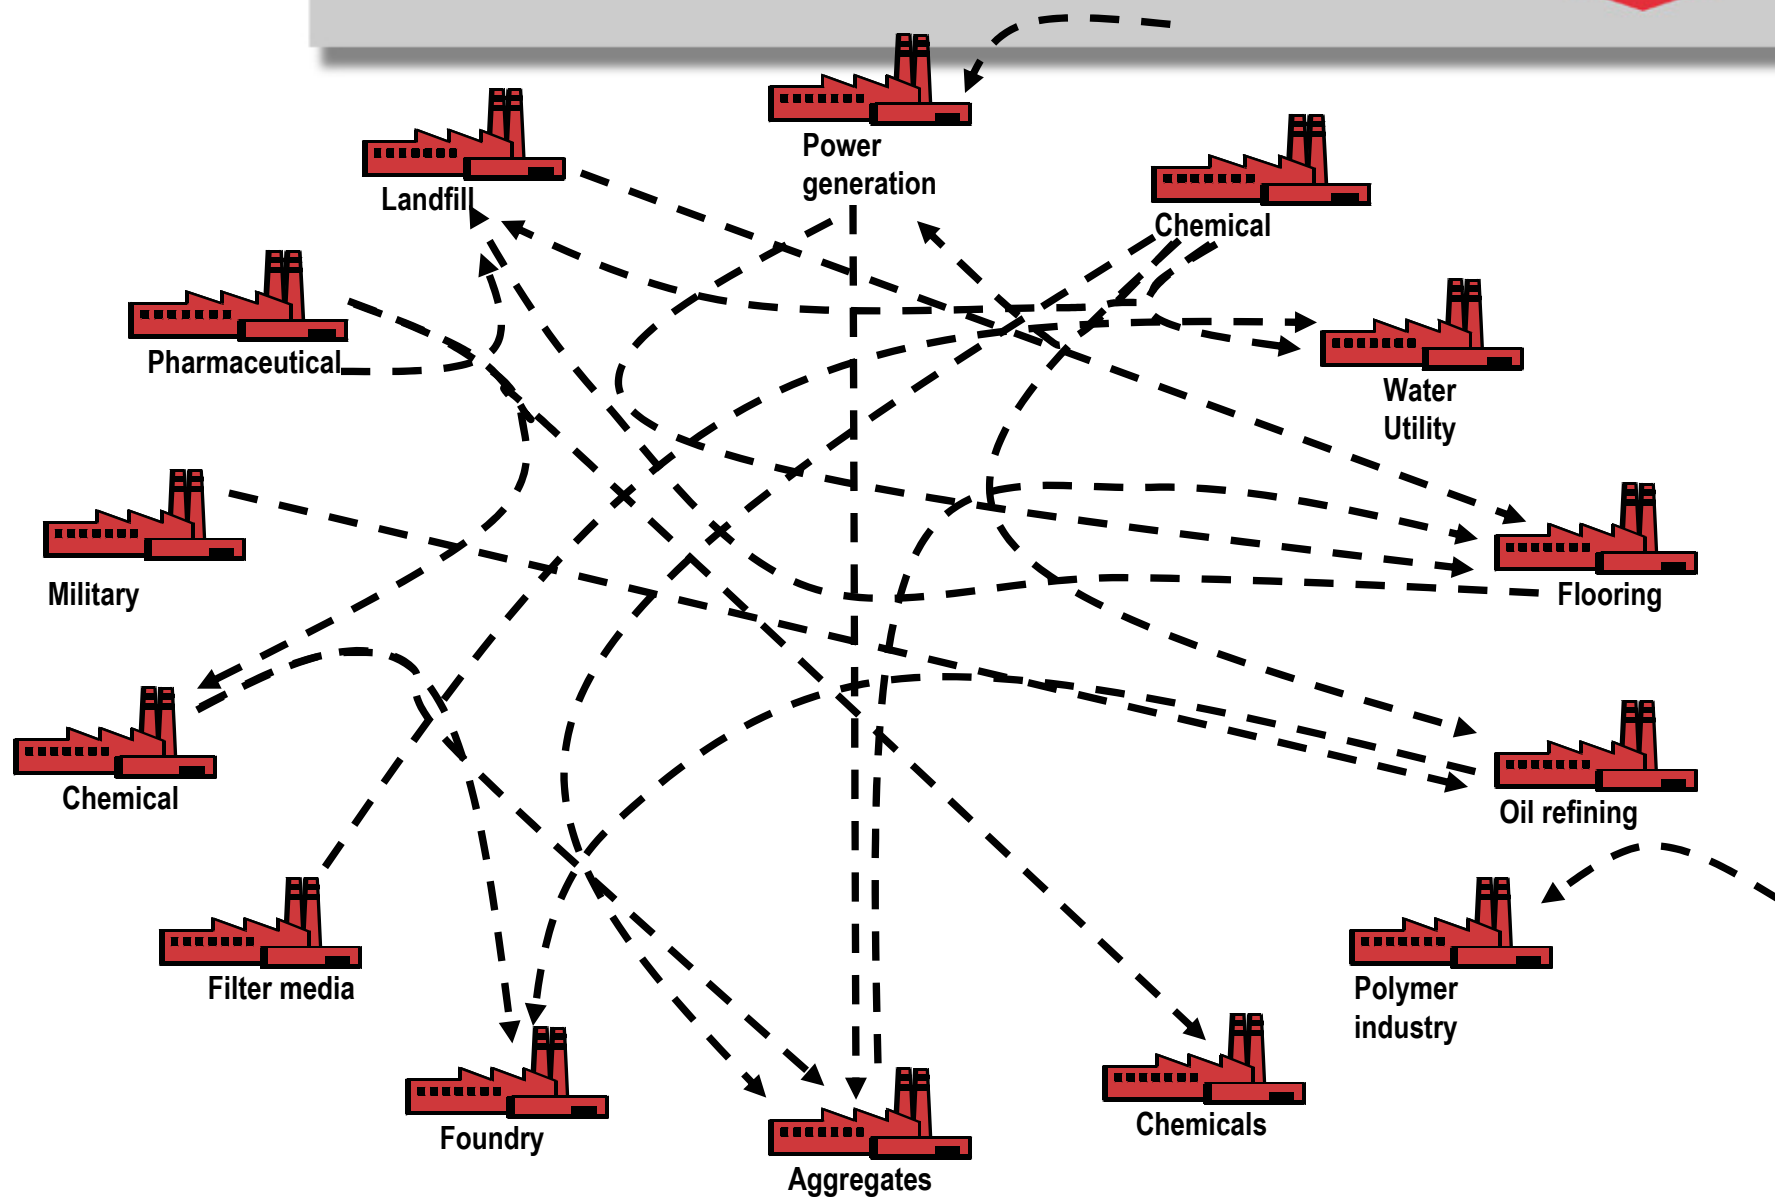 Power
generation
Landfill
Chemical
Pharmaceutical
Water
Utility
Military
Flooring
Chemical
Oil refining
Filter media
Polymer
industry
Foundry
Chemicals
Aggregates